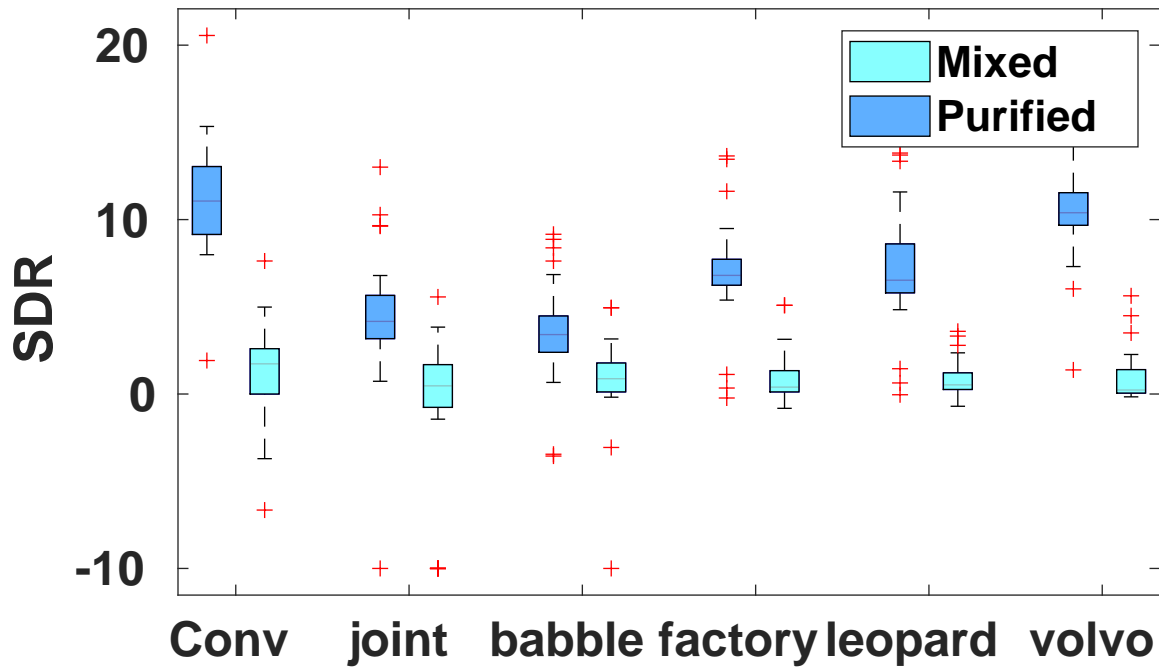 SDR
20
10
0
-10
Mixed
Purified
Conv joint babble factory leopard volvo